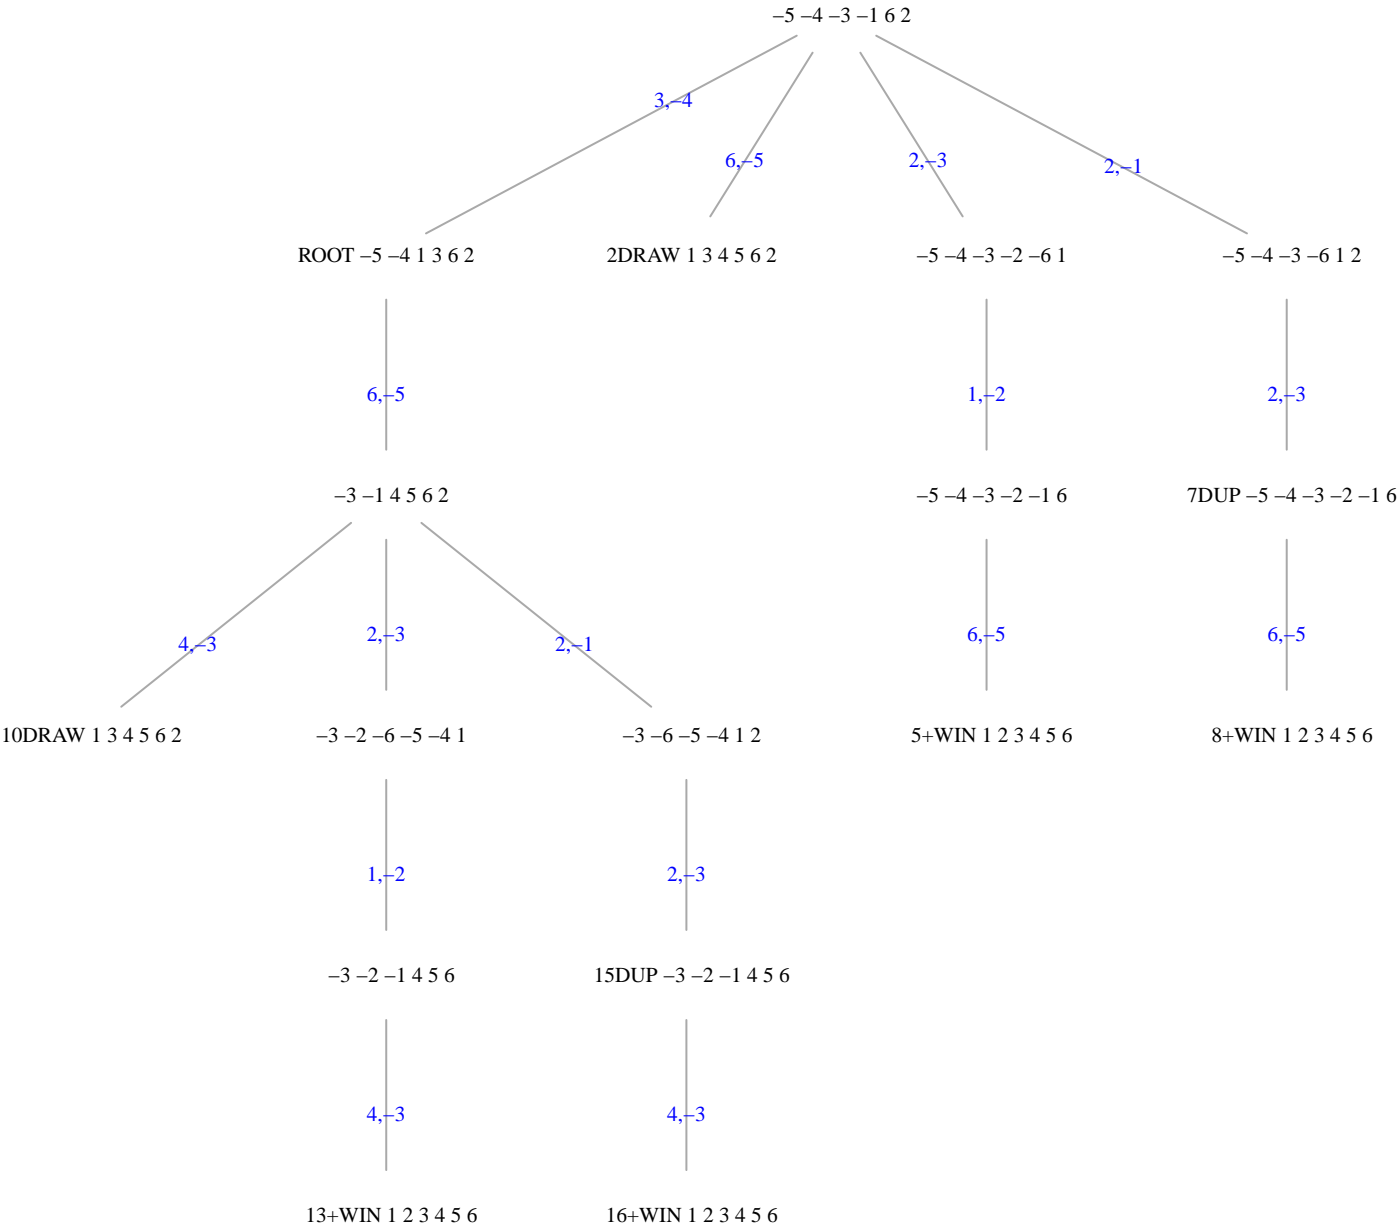 –5 –4 –3 –1 6 2
3,–4
6,–5
2,–3
2,–1
ROOT –5 –4 1 3 6 2
2DRAW 1 3 4 5 6 2
–5 –4 –3 –2 –6 1
–5 –4 –3 –6 1 2
6,–5
1,–2
2,–3
–3 –1 4 5 6 2
–5 –4 –3 –2 –1 6
7DUP –5 –4 –3 –2 –1 6
4,–3
2,–3
2,–1
6,–5
6,–5
10DRAW 1 3 4 5 6 2
–3 –2 –6 –5 –4 1
–3 –6 –5 –4 1 2
5+WIN 1 2 3 4 5 6
8+WIN 1 2 3 4 5 6
1,–2
2,–3
–3 –2 –1 4 5 6
15DUP –3 –2 –1 4 5 6
4,–3
4,–3
13+WIN 1 2 3 4 5 6
16+WIN 1 2 3 4 5 6